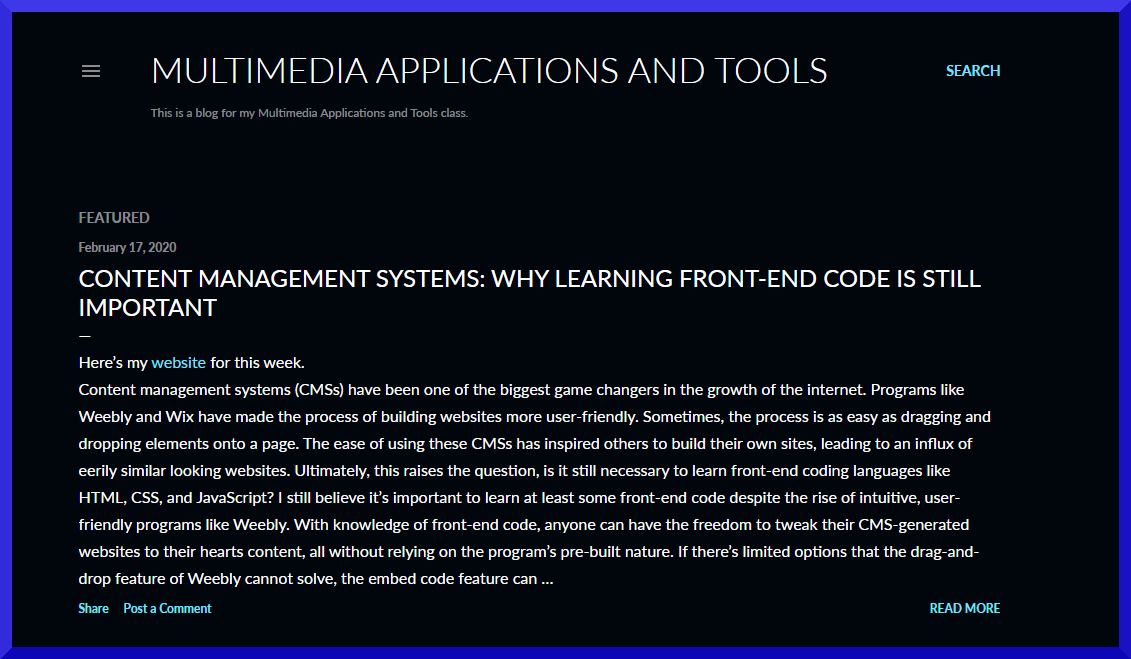 MULTIMEDIA APPLICATIONS AND TOOLS
SEARCH
This is a blog for my Multimedia Applications and Tools class.
FEATURED
February 17, 2020
CONTENT MANAGEMENT SYSTEMS: WHY LEARNING FRONT-END CODE IS STILL
IMPORTANT
Here’s my website for this week.
Content management systems (CMSs) have been one of the biggest game changers in the growth of the internet. Programs like
Weebly and Wix have made the process of building websites more user-friendly. Sometimes, the process is as easy as dragging and
dropping elements onto a page. The ease of using these CMSs has inspired others to build their own sites, leading to an influx of
eerily similar looking websites. Ultimately, this raises the question, is it still necessary to learn front-end coding languages like
HTML, CSS, and JavaScript? I still believe it’s important to learn at least some front-end code despite the rise of intuitive, user-
friendly programs like Weebly. With knowledge of front-end code, anyone can have the freedom to tweak their CMS-generated
websites to their hearts content, all without relying on the program’s pre-built nature. If there’s limited options that the drag-and-
drop feature of Weebly cannot solve, the embed code feature can ...
Share Post a Comment READ MORE